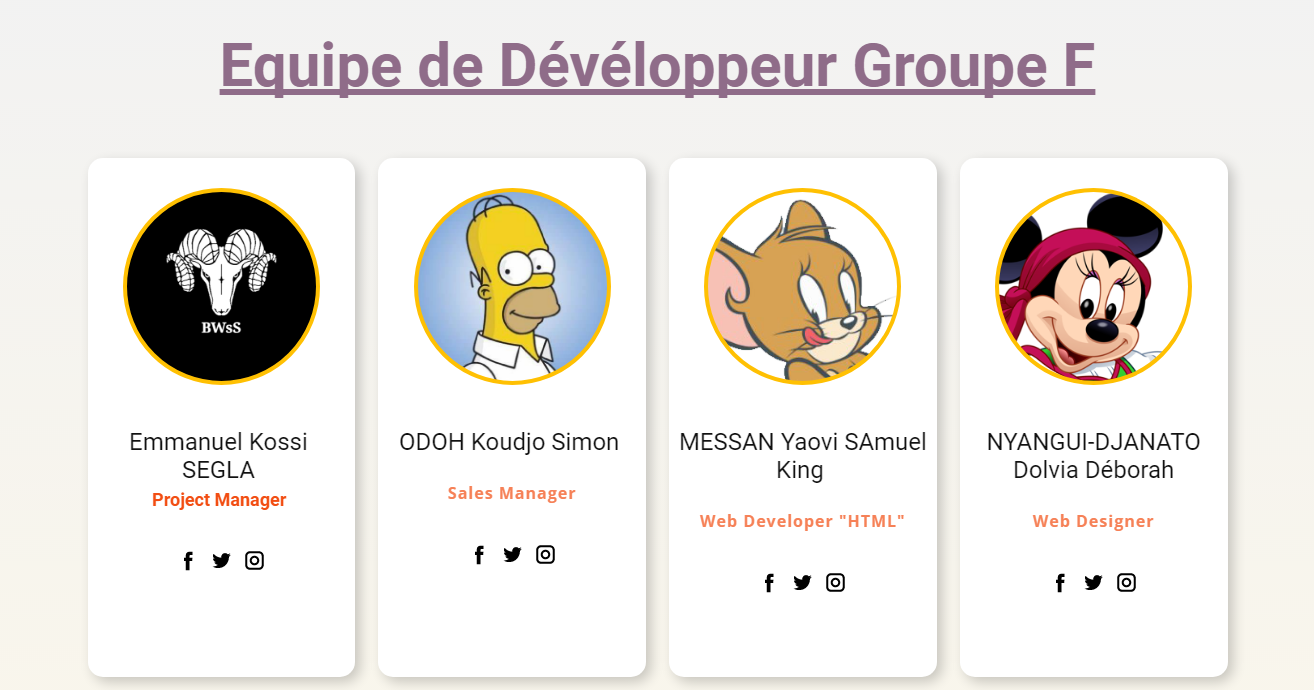 Equipe de Dévéloppeur Groupe F
BWsS
Emmanuel Kossi
SEGLA
Project Manager
ODOH Koudjo Simon
Sales Manager
MESSAN Yaovi SAmuel
King
Web Developer "HTML"
NYANGUI-DJANATO
Dolvia Déborah
Web Designer